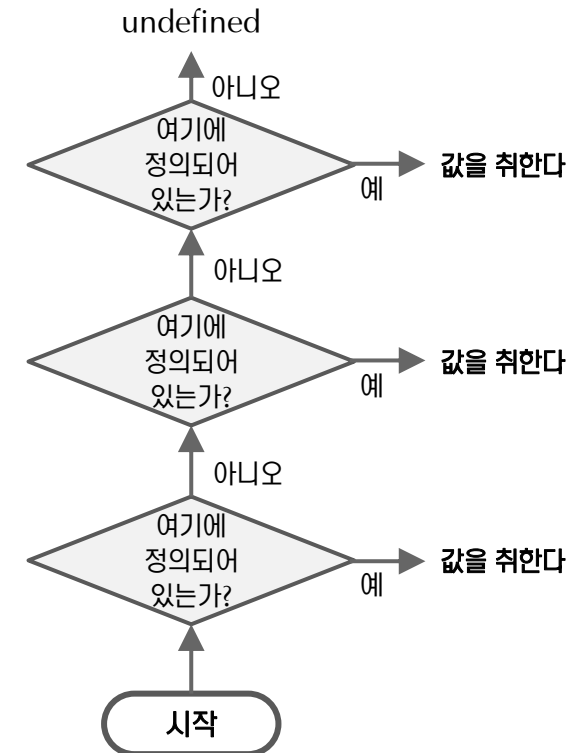 undefined
아니오
여기에
정의되어
있는가?
예
값을 취한다
아니오
여기에
정의되어
있는가?
예
값을 취한다
아니오
여기에
정의되어
있는가?
예
값을 취한다
시작